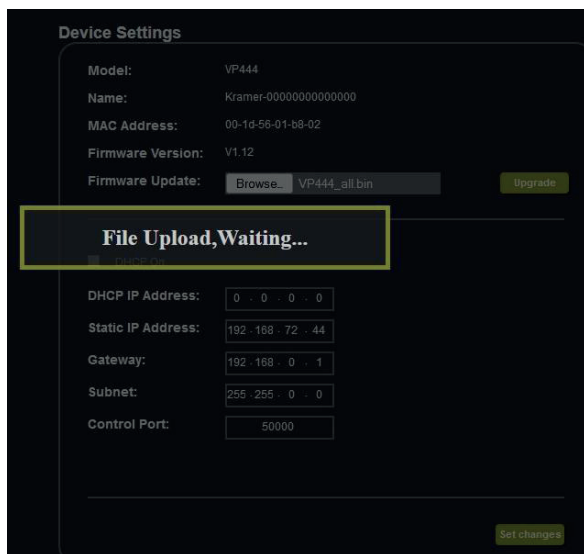 Device Settings
Model: VP444
Name: Kramer-00000000000000
MAC Address: 00-1d-56-01-b8-02
Firmware Version: V1.12
Firmware Update: Browse.. VP444_all.bin Upgrade
File Upload,Waiting...
DHCP On
DHCP IP Address: 0 . 0 . 0 . 0
Static IP Address: 192 . 168 . 72 . 44
Gateway: 192 . 168 . 0 . 1
Subnet: 255 . 255 . 0 . 0
Control Port: 50000
Set changes